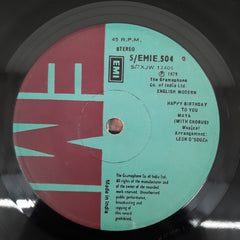 45 R.P.M.
STEREO
EMI
S/EMIE.504
S/7XJW. 12405
℗ 1979
The Gramophone
Co. of India Ltd.
ENGLISH MODERN
HAPPY BIRTHDAY
TO YOU
MAYA
(WITH CHORUS)
Musical
Arrangement:
LEON D'SOUZA
EMI
The Gramophone Co. of India Ltd.
All rights of the manufacturer and
of the owner of the recorded
work reserved. Unauthorised
public performance,
broadcasting and
copying of this
record prohibited.
Made in India